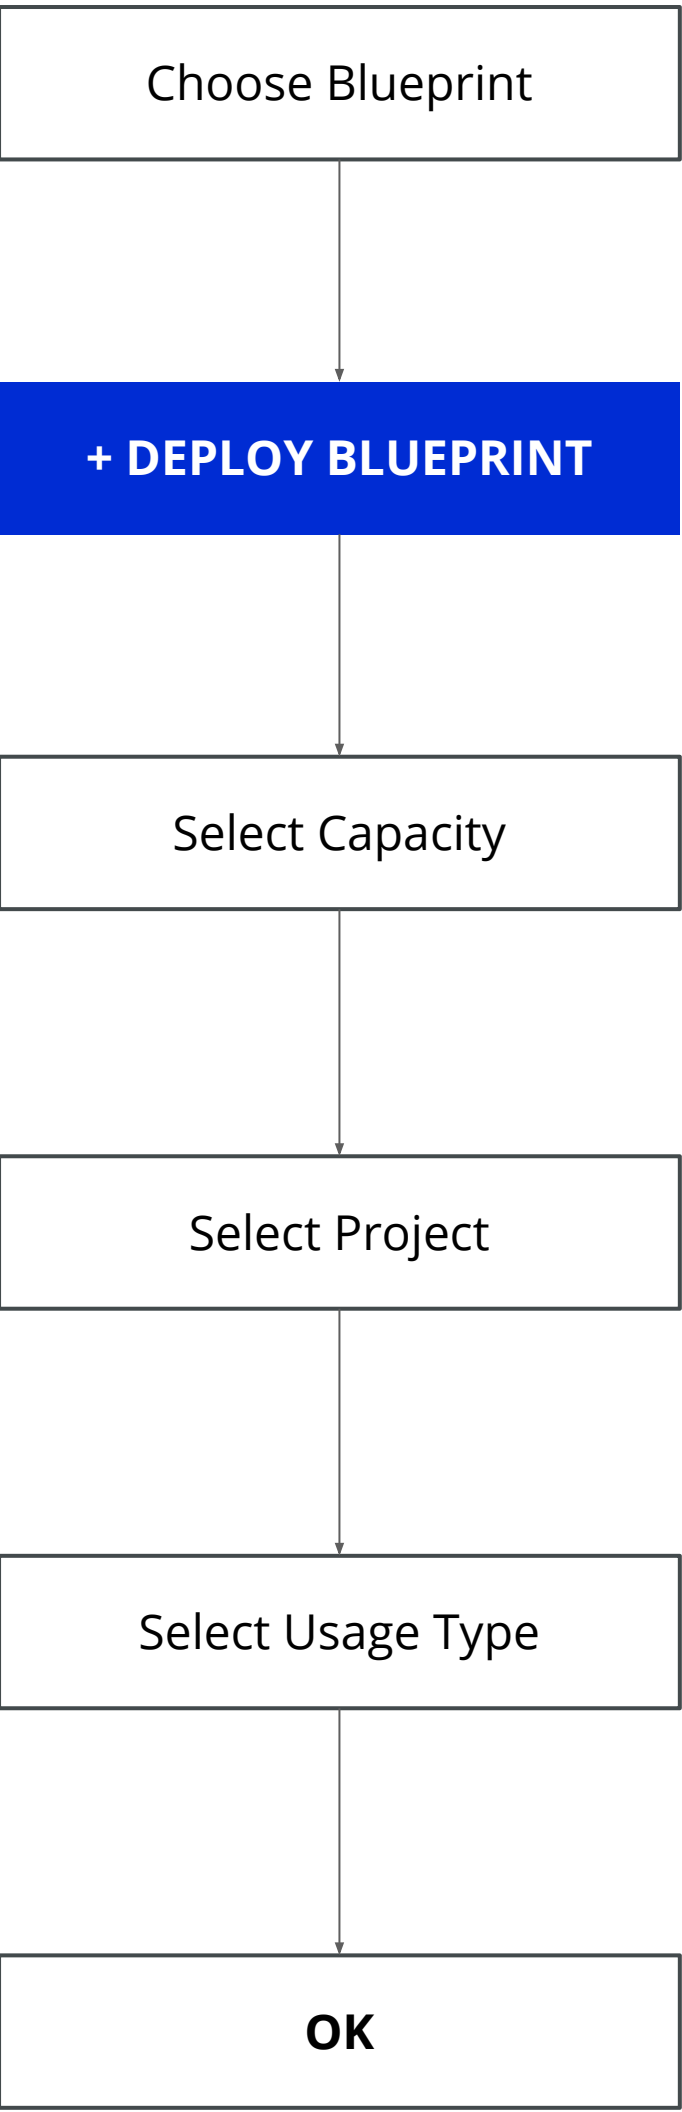 Choose Blueprint
+ DEPLOY BLUEPRINT
Select Capacity
Select Project
Select Usage Type
OK